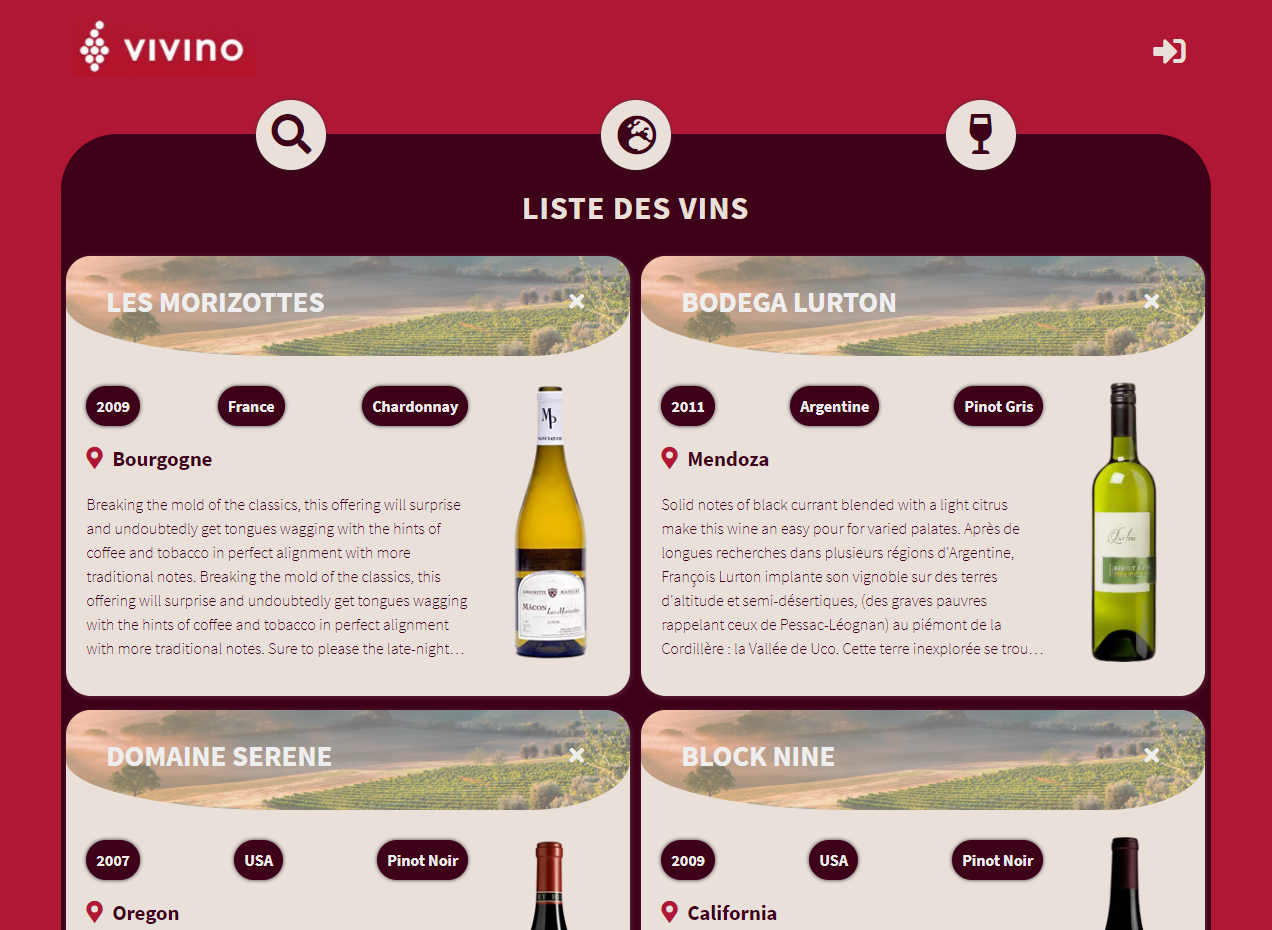 vivino
LISTE DES VINS
LES MORIZOTTES
BODEGA LURTON
2009
France
Chardonnay
Bourgogne
Breaking the mold of the classics, this offering will surprise
and undoubtedly get tongues wagging with the hints of
coffee and tobacco in perfect alignment with more
traditional notes. Breaking the mold of the classics, this
offering will surprise and undoubtedly get tongues wagging
with the hints of coffee and tobacco in perfect alignment
with more traditional notes. Sure to please the late-night…
MP
MÂCON
2011
Argentine
Pinot Gris
Mendoza
Solid notes of black currant blended with a light citrus
make this wine an easy pour for varied palates. Après de
longues recherches dans plusieurs régions d'Argentine,
François Lurton implante son vignoble sur des terres
d'altitude et semi-désertiques, (des graves pauvres
rappelant ceux de Pessac-Léognan) au piémont de la
Cordillère : la Vallée de Uco. Cette terre inexplorée se trou…
Lurton
DOMAINE SERENE
BLOCK NINE
2007
USA
Pinot Noir
Oregon
2009
USA
Pinot Noir
California